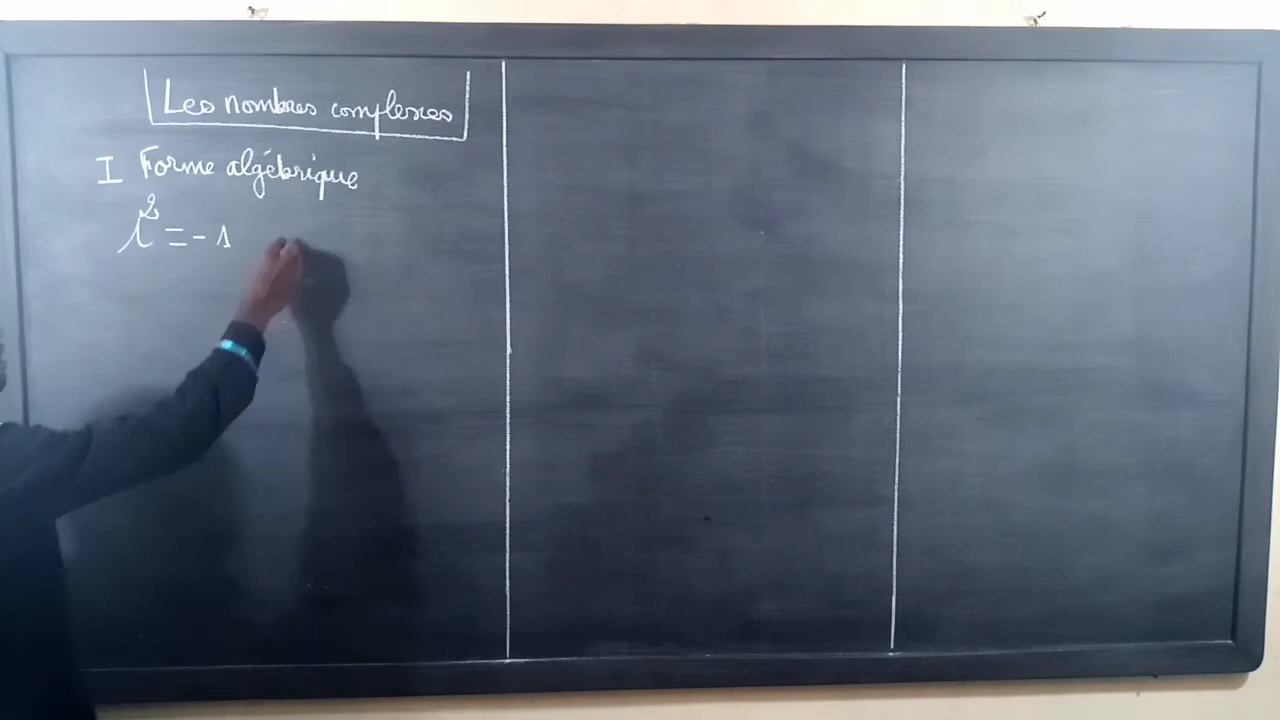 Les nombres complexes
I Forme algébrique
i² = -1